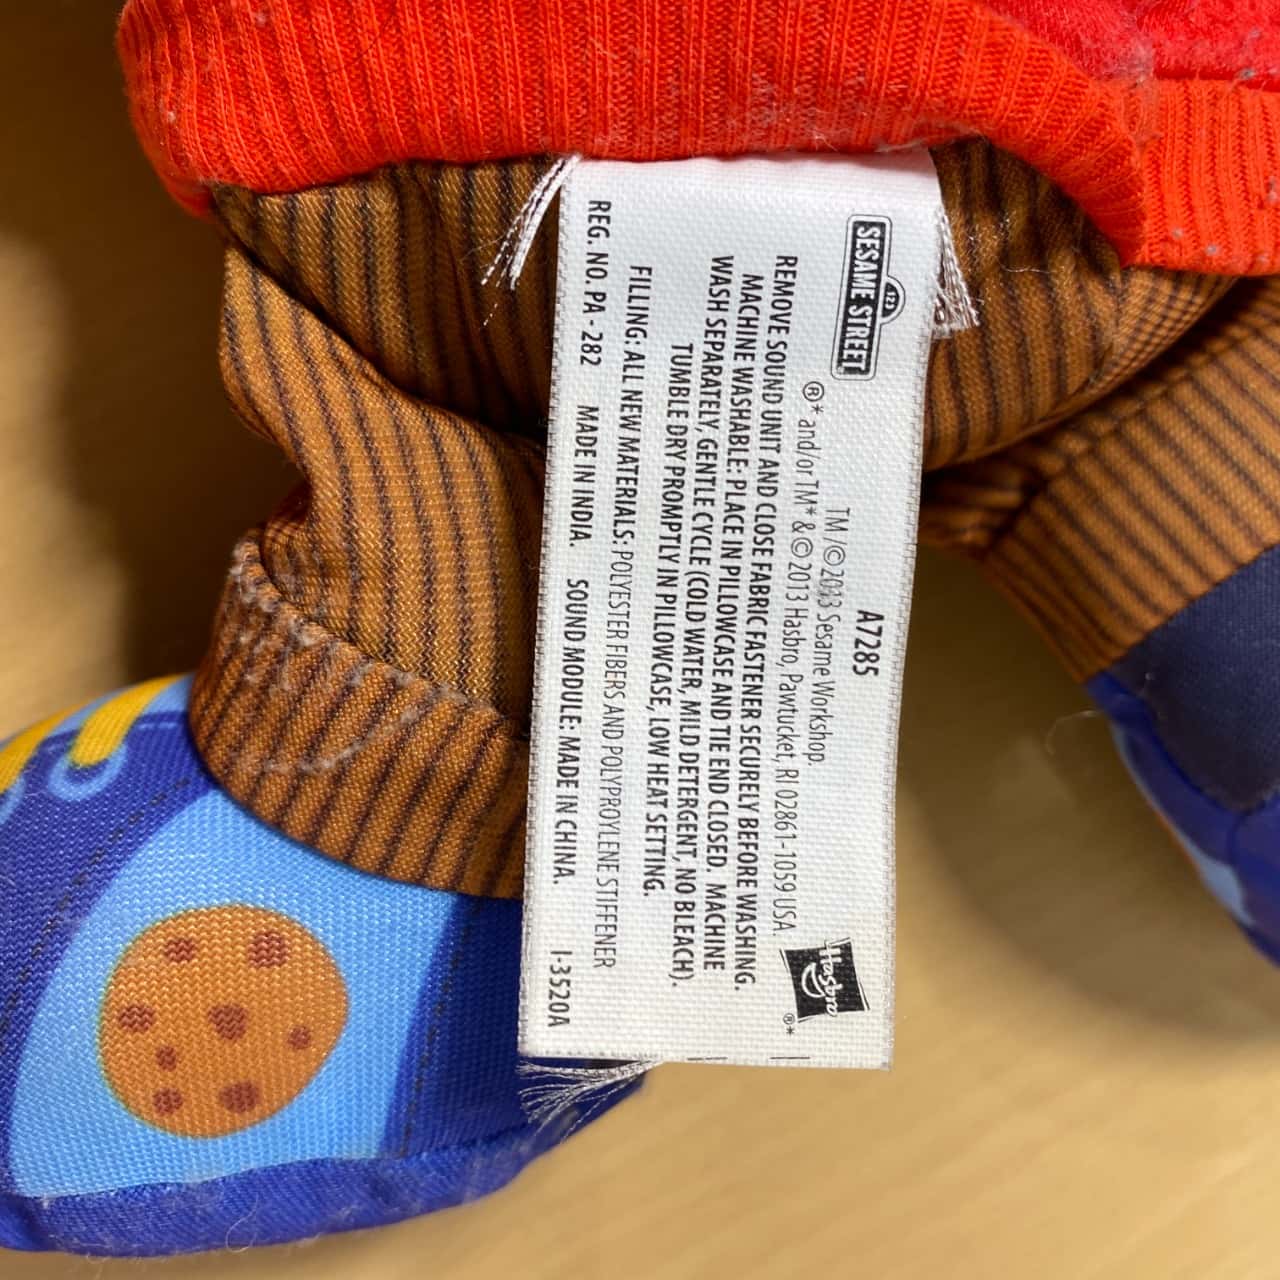 SESAME STREET
123
A7285
TM/© 2013 Sesame Workshop.
®* and/or TM* & © 2013 Hasbro, Pawtucket, RI 02861-1059 USA
REMOVE SOUND UNIT AND CLOSE FABRIC FASTENER SECURELY BEFORE WASHING.
MACHINE WASHABLE: PLACE IN PILLOWCASE AND TIE END CLOSED. MACHINE
WASH SEPARATELY, GENTLE CYCLE (COLD WATER, MILD DETERGENT, NO BLEACH).
TUMBLE DRY PROMPTLY IN PILLOWCASE, LOW HEAT SETTING.
FILLING: ALL NEW MATERIALS: POLYESTER FIBERS AND POLYPROYLENE STIFFENER
REG. NO. PA - 282 MADE IN INDIA. SOUND MODULE: MADE IN CHINA. I-3520A
Hasbro
®*